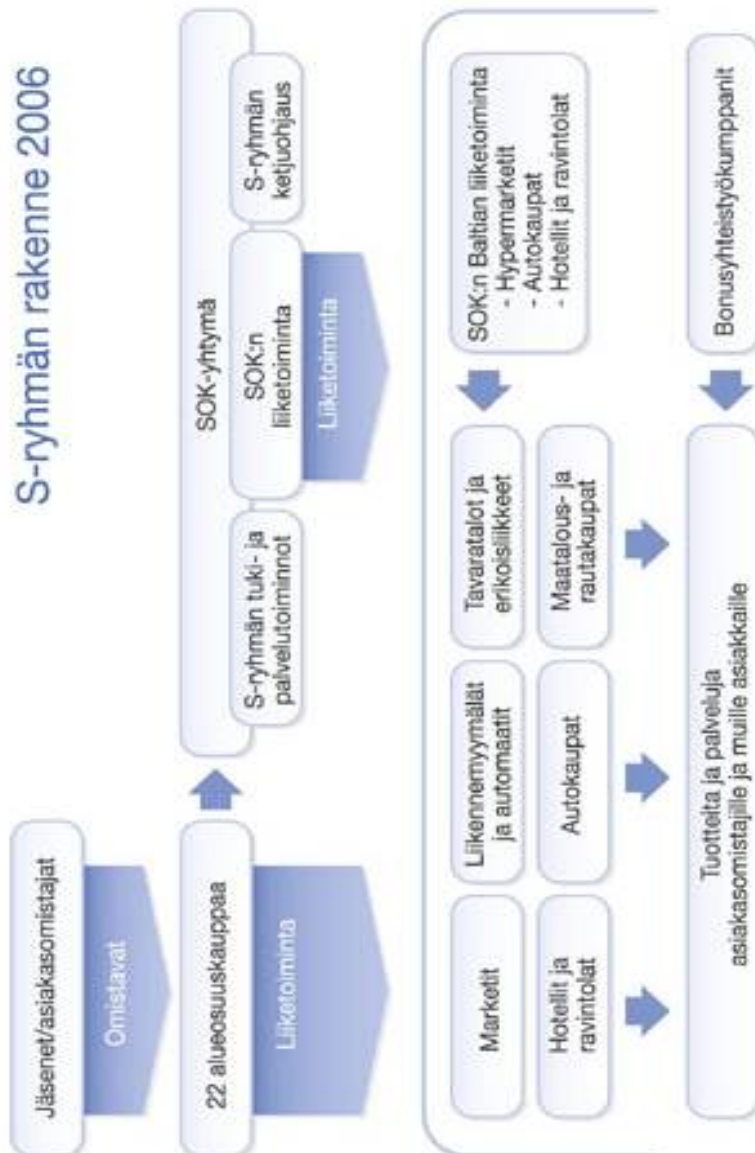 S-ryhmän rakenne 2006
Jäsenet/asiakasomistajat
Omistavat
22 alueosuuskauppaa
Liiketoiminta
SOK-yhtymä
S-ryhmän tuki- ja
palvelutoiminnot
SOK:n
liiketoiminta
S-ryhmän
ketjuohjaus
Liiketoiminta
Marketit
Liikennemyymälät
ja automaatit
Tavaratalot ja
erikoisliikkeet
Hotellit ja
ravintolat
Autokaupat
Maatalous- ja
rautakaupat
SOK:n Baltian liiketoiminta
- Hypermarketit
- Autokaupat
- Hotellit ja ravintolat
Tuotteita ja palveluja
asiakasomistajille ja muille asiakkaille
Bonusyhteistyökumppanit